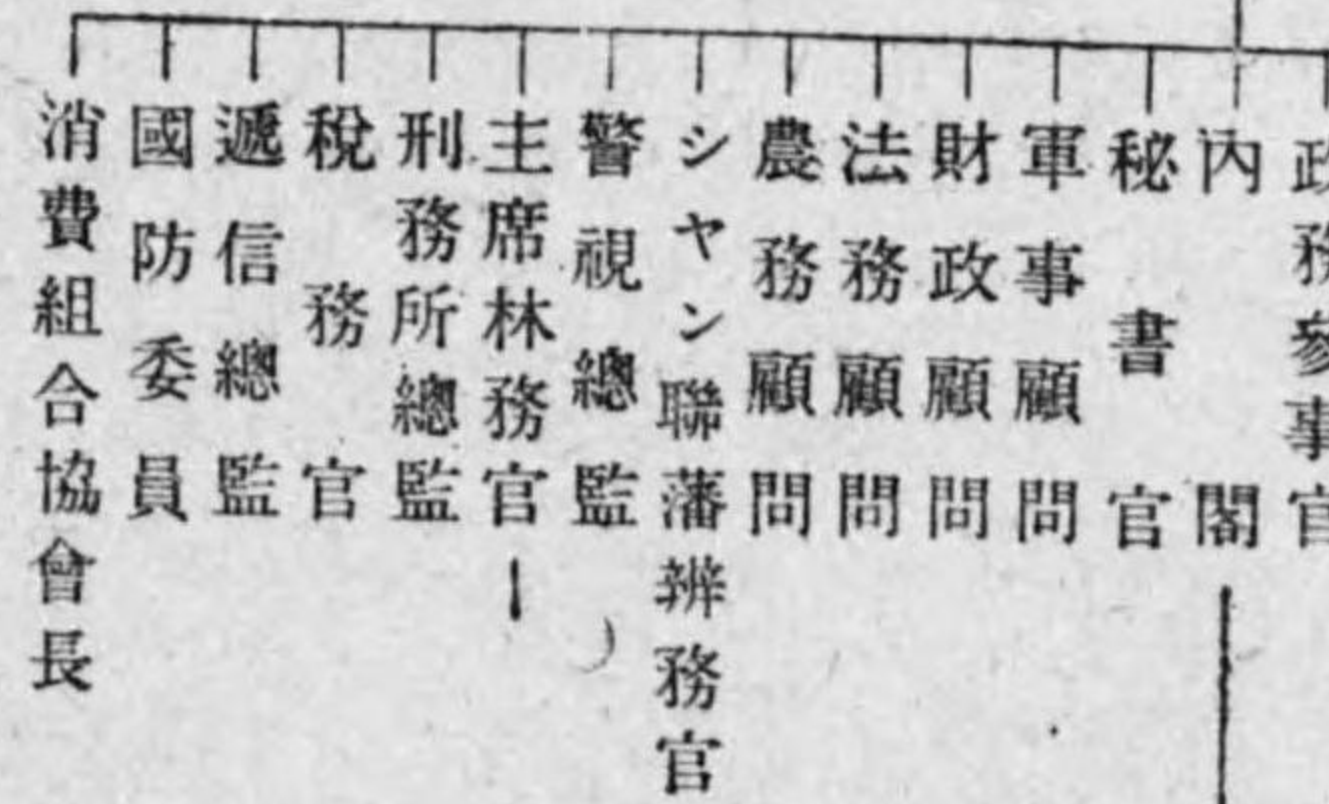 政務參事官
內閣
秘書官
軍事顧問
財政顧問
法務顧問
農務顧問
シヤン聯藩辨務官
警視總監
主席林務官
刑務所總監
稅務官
遞信總監
國防委員
消費組合協會長